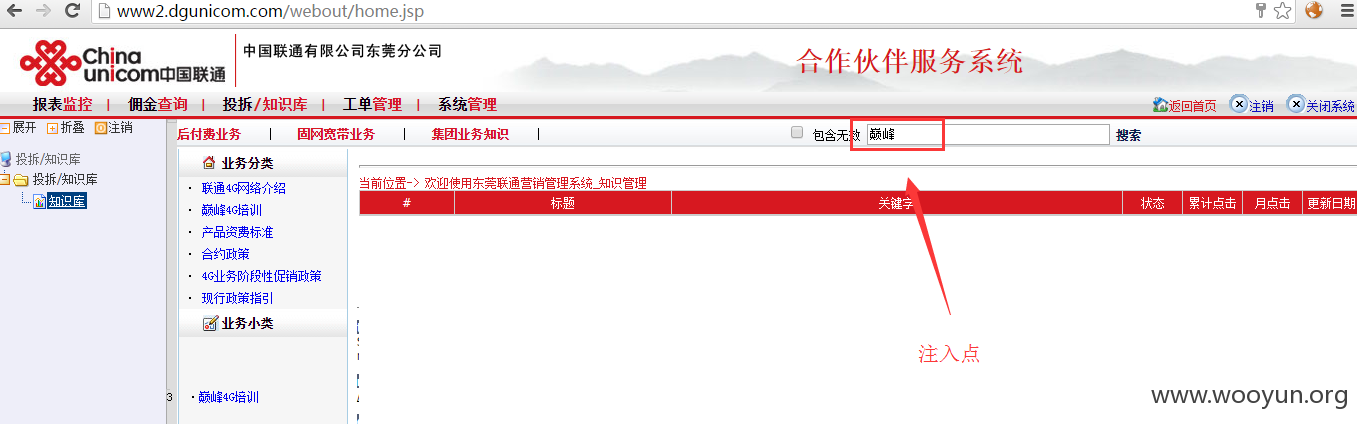 www2.dgunicom.com/webout/home.jsp
China unicom中国联通
中国联通有限公司东莞分公司
合作伙伴服务系统
报表监控 | 佣金查询 | 投拆/知识库 | 工单管理 | 系统管理
返回首页 注销 关闭系统
展开 折叠 注销
投拆/知识库
投拆/知识库
知识库
后付费业务 | 固网宽带业务 | 集团业务知识 |
包含无效 巅峰 搜索
业务分类
联通4G网络介绍
巅峰4G培训
产品资费标准
合约政策
4G业务阶段性促销政策
现行政策指引
业务小类
巅峰4G培训
3
当前位置-> 欢迎使用东莞联通营销管理系统_知识管理
# 标题 关键字 状态 累计点击 月点击 更新日期
注入点
www.wooyun.org